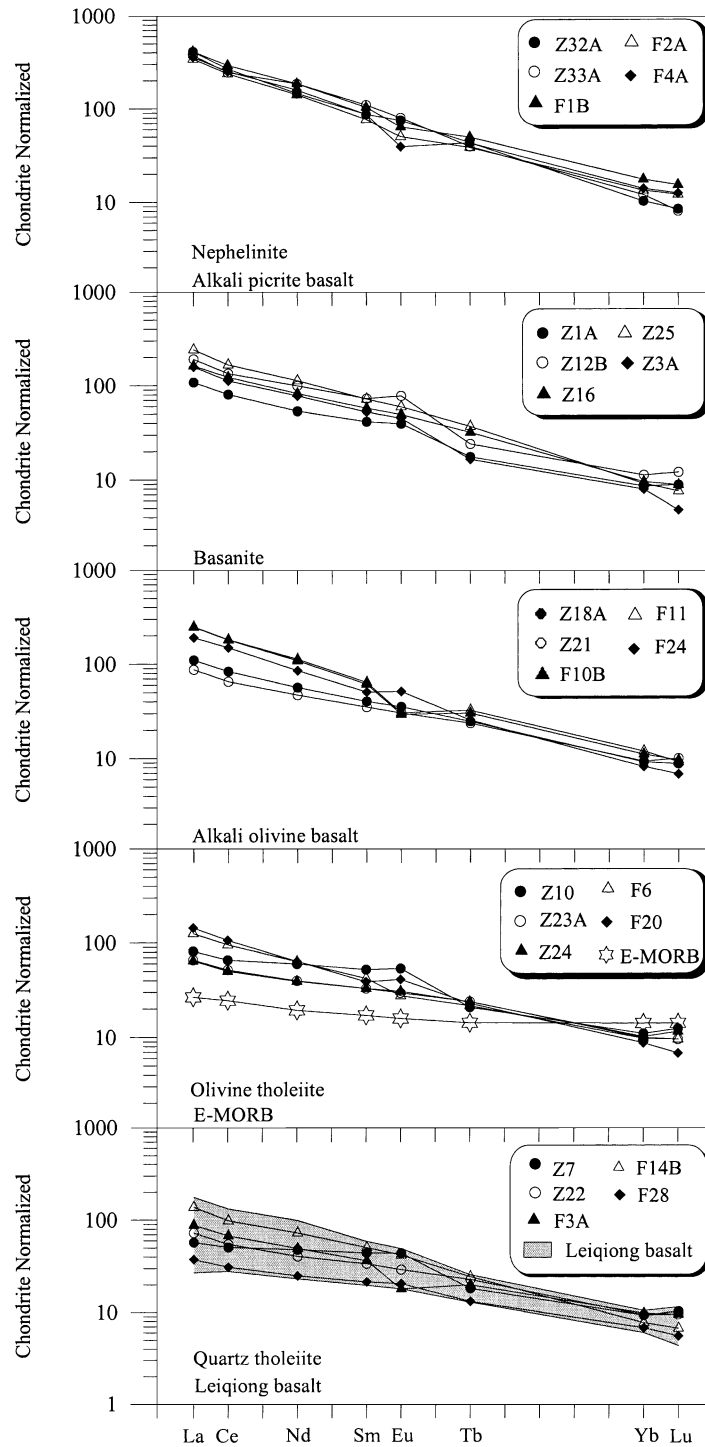 1000
Z32A F2A
Z33A F4A
F1B
100
10
Chondrite Normalized
Nephelinite
Alkali picrite basalt
1000
Z1A Z25
Z12B Z3A
Z16
100
10
Chondrite Normalized
Basanite
1000
Z18A F11
Z21 F24
F10B
100
10
Chondrite Normalized
Alkali olivine basalt
1000
Z10 F6
Z23A F20
Z24 E-MORB
100
10
Chondrite Normalized
Olivine tholeiite
E-MORB
1000
Z7 F14B
Z22 F28
F3A
Leiqiong basalt
100
10
Chondrite Normalized
Quartz tholeiite
Leiqiong basalt
1
La Ce Nd Sm Eu Tb Yb Lu